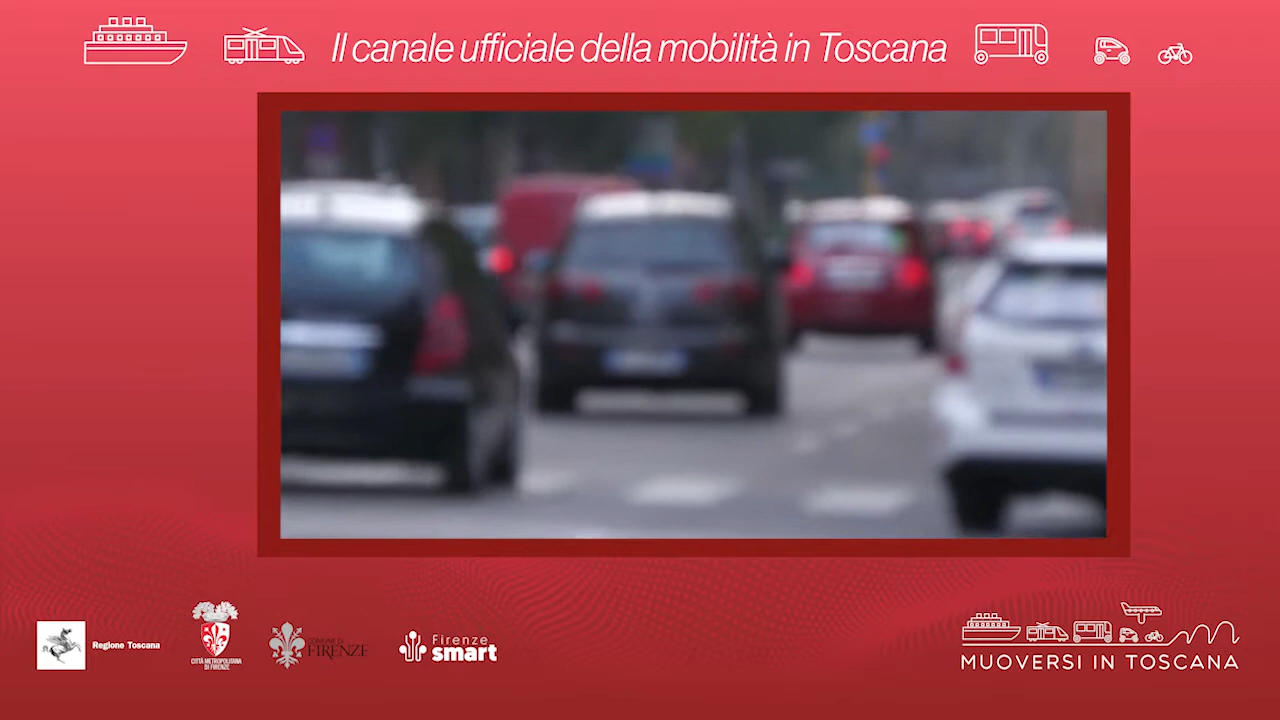 Il canale ufficiale della mobilità in Toscana
Regione Toscana
CITTÀ METROPOLITANA
DI FIRENZE
COMUNE DI
FIRENZE
Firenze
smart
MUOVERSI IN TOSCANA